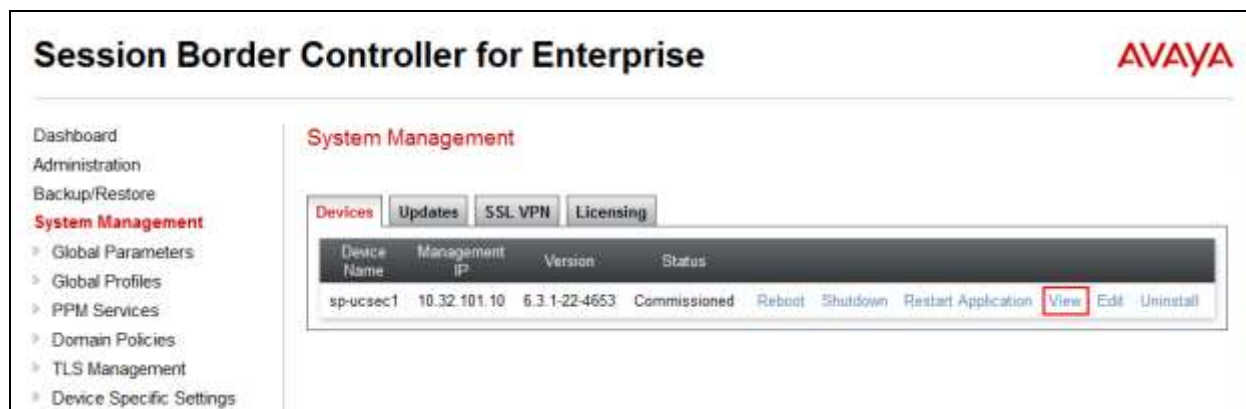 Session Border Controller for Enterprise
AVAYA
Dashboard
Administration
Backup/Restore
System Management
Global Parameters
Global Profiles
PPM Services
Domain Policies
TLS Management
Device Specific Settings
System Management
Devices Updates SSL VPN Licensing
Device Name Management IP Version Status
sp-ucsec1 10.32.101.10 6.3.1-22-4653 Commissioned Reboot Shutdown Restart Application View Edit Uninstall